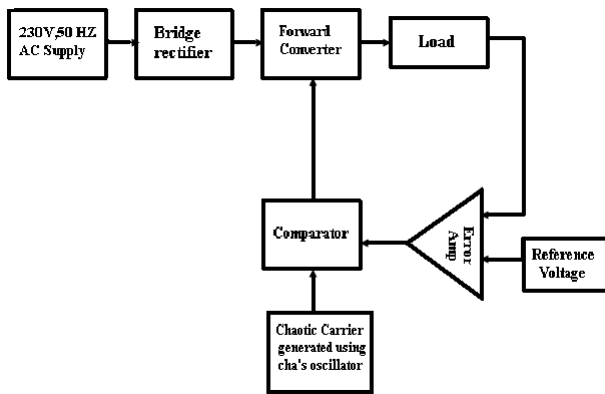 230V,50 HZ
AC Supply
Bridge
rectifier
Forward
Converter
Load
Comparator
Error
Amp
Reference
Voltage
Chaotic Carrier
generated using
cha's oscillator